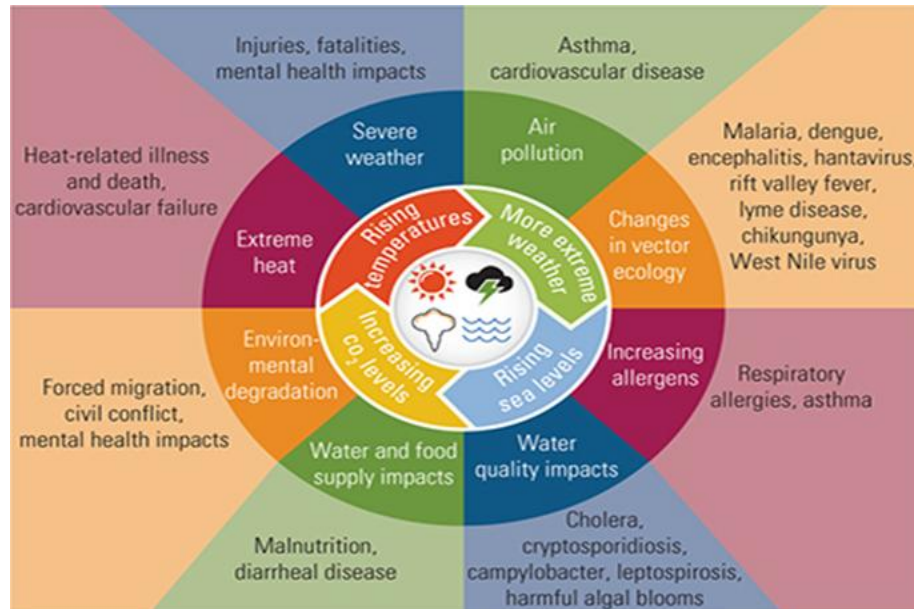 Injuries, fatalities,
mental health impacts
Asthma,
cardiovascular disease
Severe
weather
Air
pollution
Heat-related illness
and death,
cardiovascular failure
Malaria, dengue,
encephalitis, hantavirus,
rift valley fever,
lyme disease,
chikungunya,
West Nile virus
Extreme
heat
Changes
in vector
ecology
Rising
temperatures
More extreme
weather
Increasing
co2 levels
Rising
sea levels
Environ-
mental
degradation
Increasing
allergens
Forced migration,
civil conflict,
mental health impacts
Respiratory
allergies, asthma
Water and food
supply impacts
Water
quality impacts
Malnutrition,
diarrheal disease
Cholera,
cryptosporidiosis,
campylobacter, leptospirosis,
harmful algal blooms